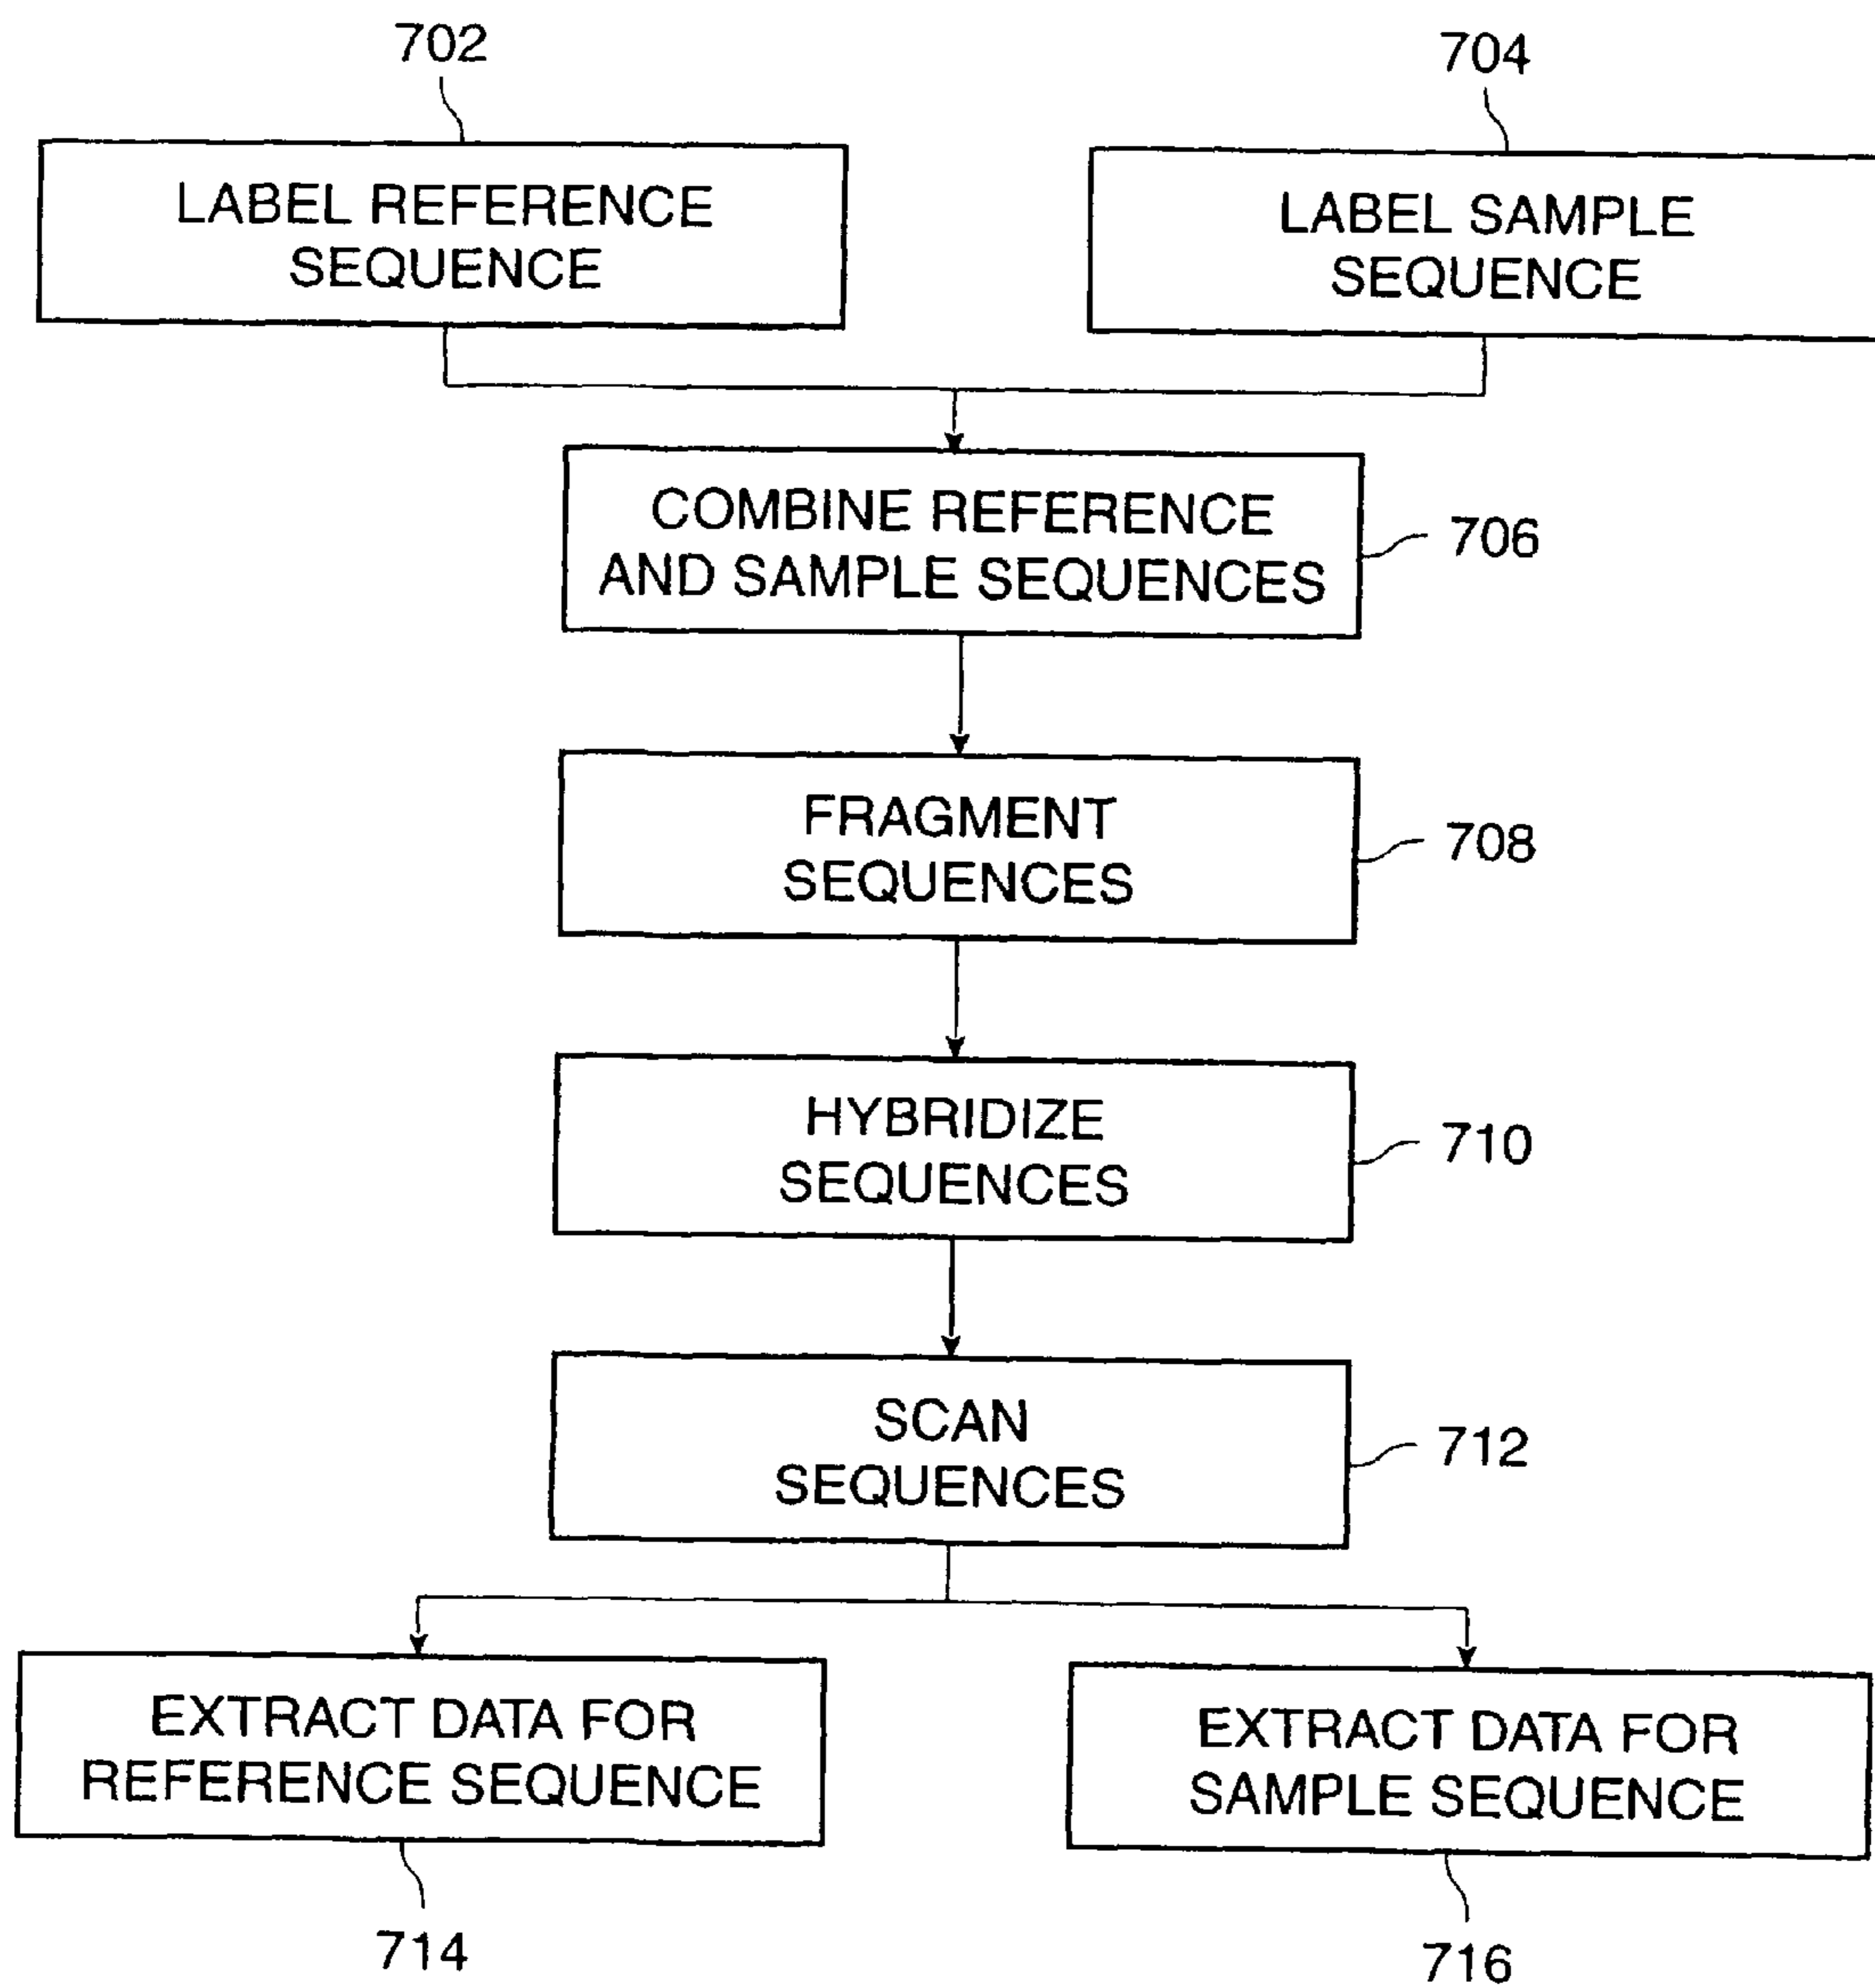 702
704
LABEL REFERENCE
SEQUENCE
LABEL SAMPLE
SEQUENCE
COMBINE REFERENCE
AND SAMPLE SEQUENCES
706
FRAGMENT
SEQUENCES
708
HYBRIDIZE
SEQUENCES
710
SCAN
SEQUENCES
712
EXTRACT DATA FOR
REFERENCE SEQUENCE
EXTRACT DATA FOR
SAMPLE SEQUENCE
714
716